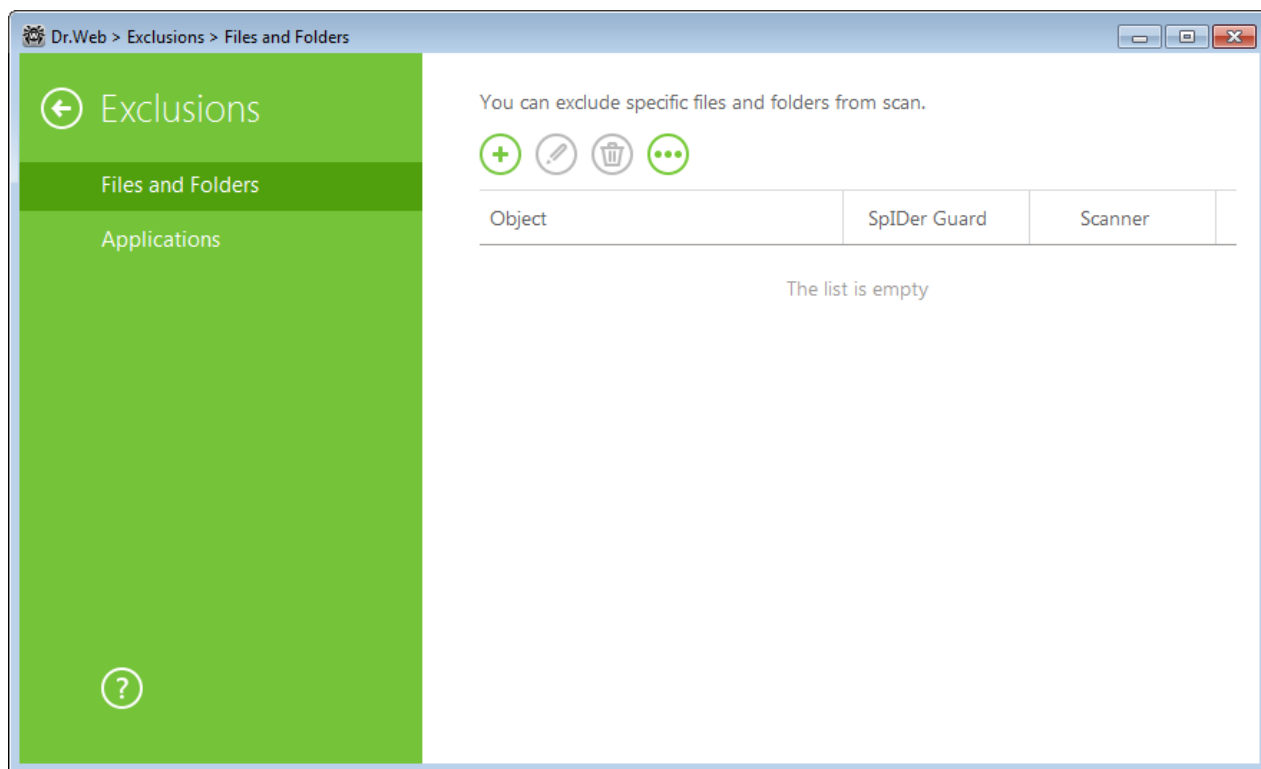 Dr.Web > Exclusions > Files and Folders
Exclusions
Files and Folders
Applications
You can exclude specific files and folders from scan.
Object SpIDer Guard Scanner
The list is empty
?